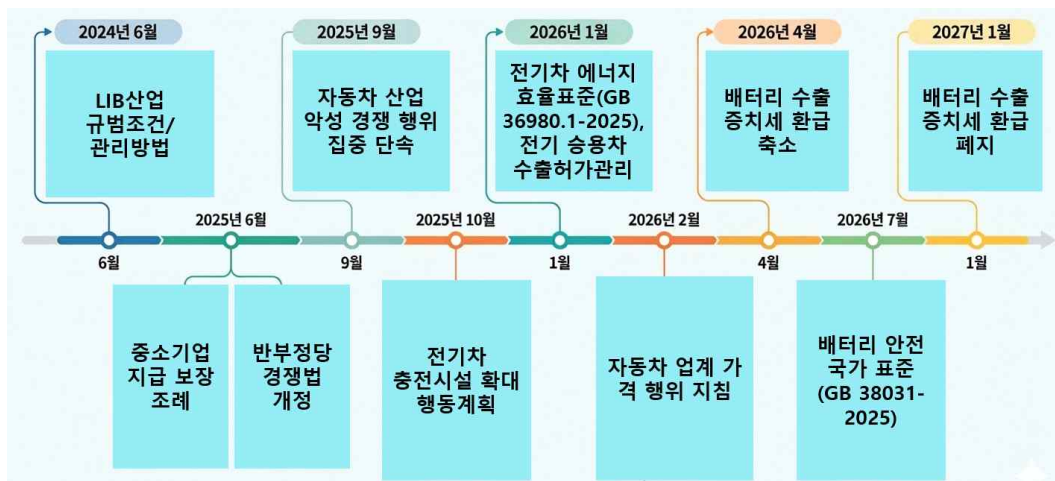 2024년 6월
2025년 9월
2026년 1월
2026년 4월
2027년 1월
LIB산업
규범조건/
관리방법
자동차 산업
악성 경쟁 행위
집중 단속
전기차 에너지
효율표준(GB
36980.1-2025),
전기 승용차
수출허가관리
배터리 수출
증치세 환급
축소
배터리 수출
증치세 환급
폐지
2025년 6월
2025년 10월
2026년 2월
2026년 7월
6월
9월
1월
4월
1월
중소기업
지급 보장
조례
반부정당
경쟁법
개정
전기차
충전시설 확대
행동계획
자동차 업계 가
격 행위 지침
배터리 안전
국가 표준
(GB 38031-
2025)